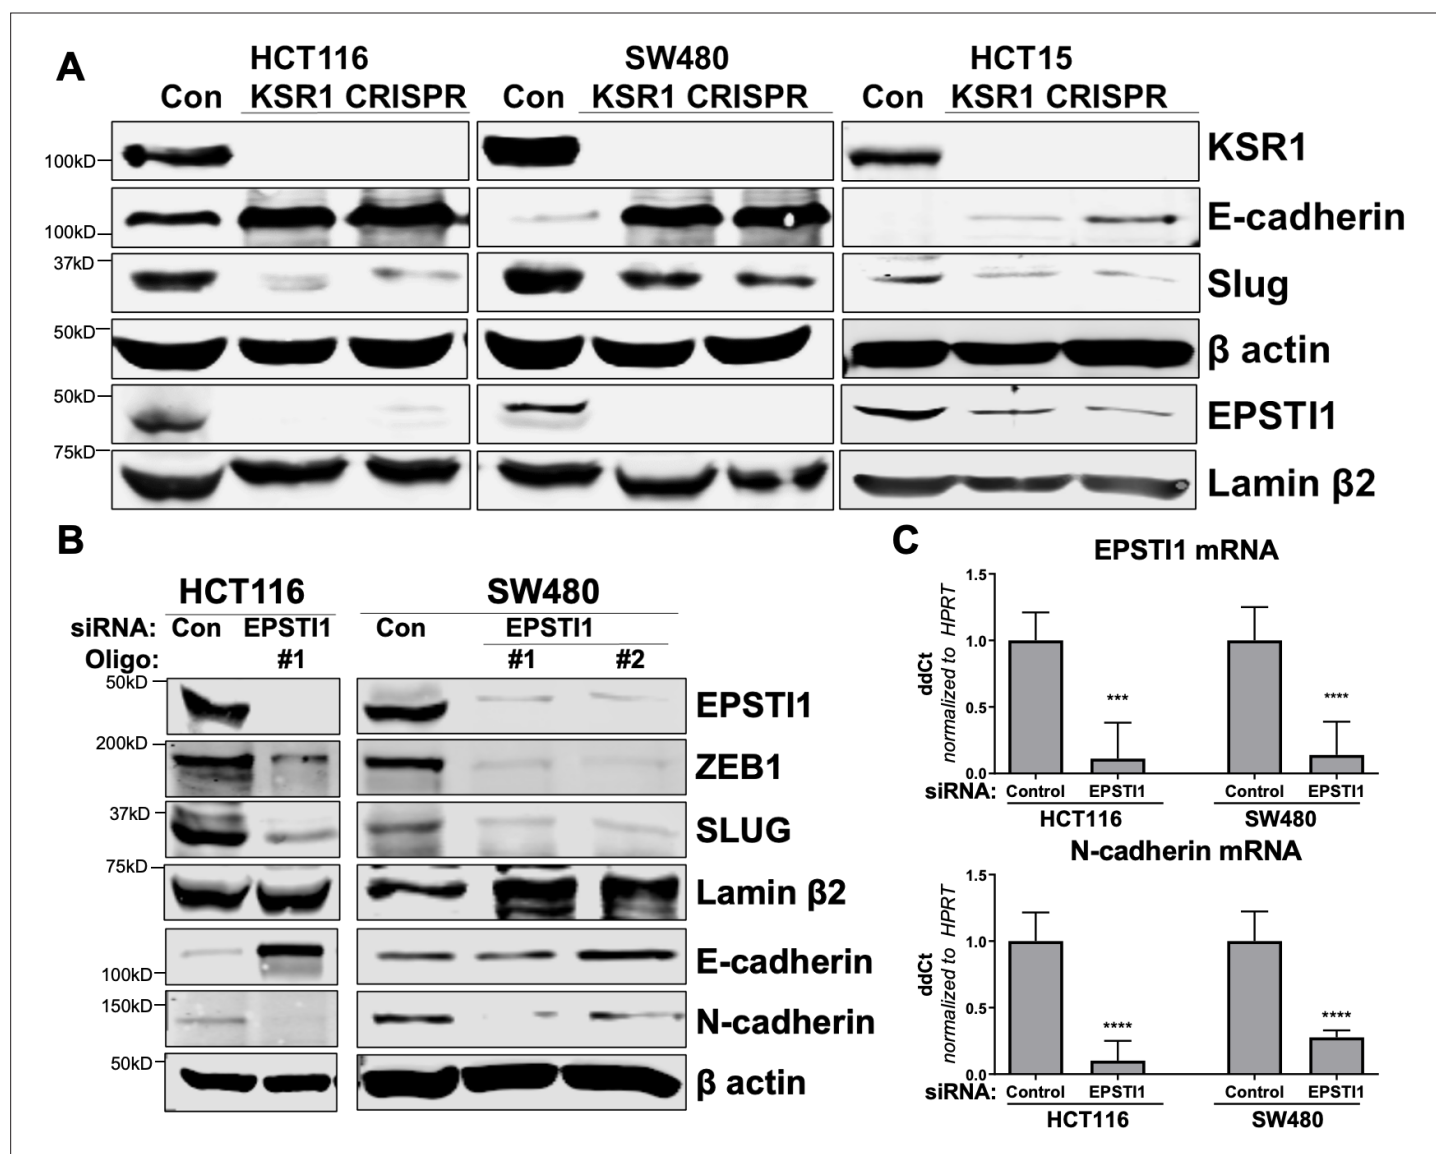 A
HCT116 SW480 HCT15
Con KSR1 CRISPR Con KSR1 CRISPR Con KSR1 CRISPR
100kD KSR1
100kD E-cadherin
37kD Slug
50kD β actin
50kD EPSTI1
75kD Lamin β2
B
HCT116 SW480
siRNA: Con EPSTI1 Con EPSTI1
Oligo: #1 #1 #2
50kD EPSTI1
200kD ZEB1
37kD SLUG
75kD Lamin β2
100kD E-cadherin
150kD N-cadherin
50kD β actin
C
EPSTI1 mRNA
ddCt
normalized to HPRT
1.5
1.0
0.5
0.0
*** ****
siRNA: Control EPSTI1 Control EPSTI1
HCT116 SW480
N-cadherin mRNA
ddCt
normalized to HPRT
1.5
1.0
0.5
0.0
**** ****
siRNA: Control EPSTI1 Control EPSTI1
HCT116 SW480